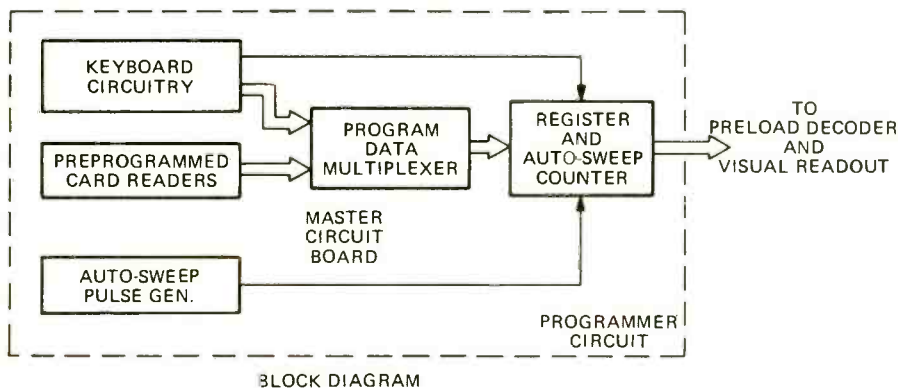 KEYBOARD
CIRCUITRY
PREPROGRAMMED
CARD READERS
AUTO-SWEEP
PULSE GEN.
PROGRAM
DATA
MULTIPLEXER
MASTER
CIRCUIT
BOARD
REGISTER
AND
AUTO-SWEEP
COUNTER
PROGRAMMER
CIRCUIT
TO
PRELOAD DECODER
AND
VISUAL READOUT
BLOCK DIAGRAM